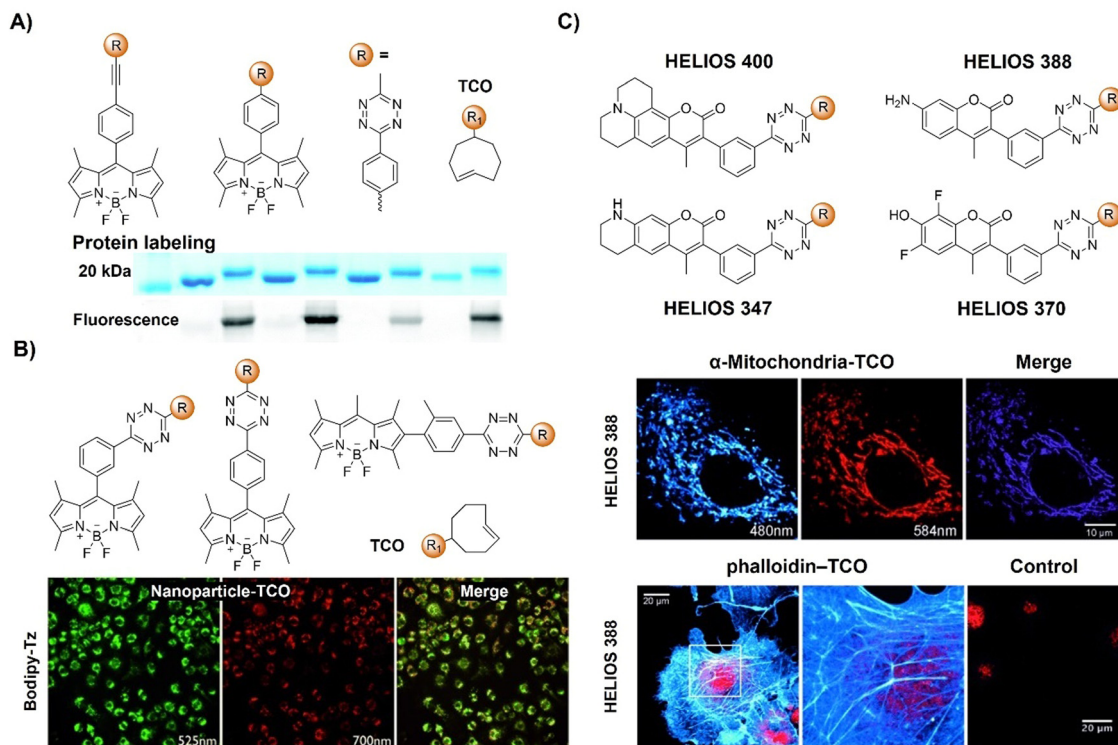 A)
R
R
R =
TCO
R1
N
N
N
N
N
N
+
B
−
F
F
N
N
+
B
−
F
F
Protein labeling
20 kDa
Fluorescence
B)
R
N
N
N
N
N
N
+
B
−
F
F
R
N
N
N
N
N
N
+
B
−
F
F
N
N
N
N
R
N
N
+
B
−
F
F
TCO
R1
Bodipy-Tz
Nanoparticle-TCO
Merge
525nm
700nm
C)
HELIOS 400
HELIOS 388
N
O
O
N
N
N
N
R
H2N
O
O
N
N
N
N
R
H
N
O
O
N
N
N
N
R
F
HO
F
O
O
N
N
N
N
R
HELIOS 347
HELIOS 370
α-Mitochondria-TCO
Merge
HELIOS 388
480nm
584nm
10 µm
phalloidin–TCO
Control
HELIOS 388
20 µm
20 µm